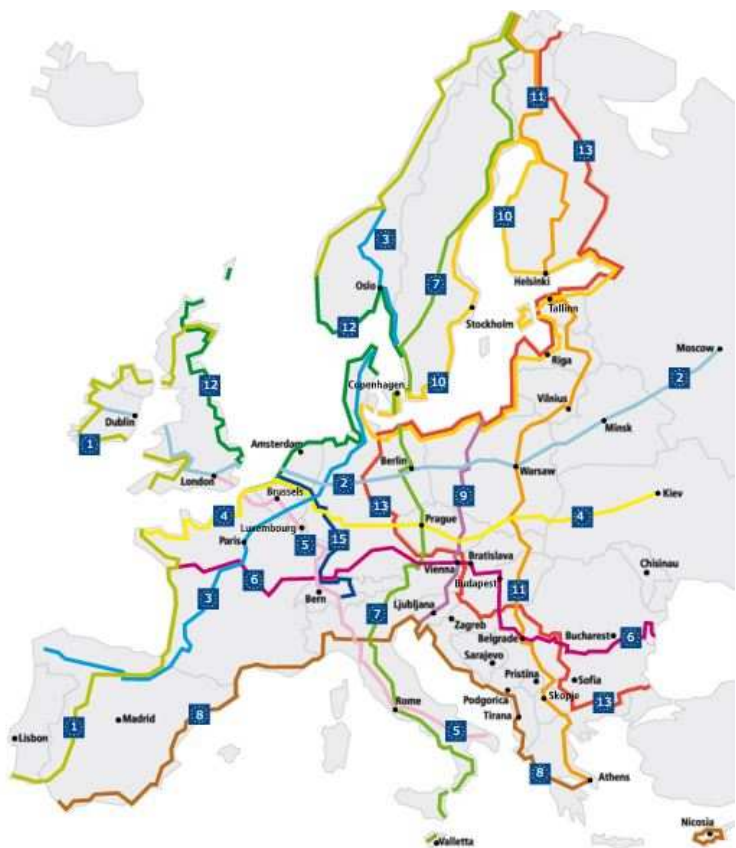 11
13
3
10
Oslo
7
Helsinki
Tallinn
12
Stockholm
Moscow
Riga
12
Copenhagen
10
2
Vilnius
Dublin
Minsk
1
Amsterdam
Berlin
Warsaw
London
2
Brussels
9
Kiev
4
13
4
Luxembourg
Prague
5
15
Paris
Vienna
Bratislava
6
Budapest
Chisinau
3
Bern
11
7
Ljubljana
Zagreb
Belgrade
Bucharest
6
Sarajevo
Pristina
Sofia
8
Podgorica
Skopje
13
1
Madrid
Rome
Tirana
Lisbon
5
8
Athens
Nicosia
Valletta